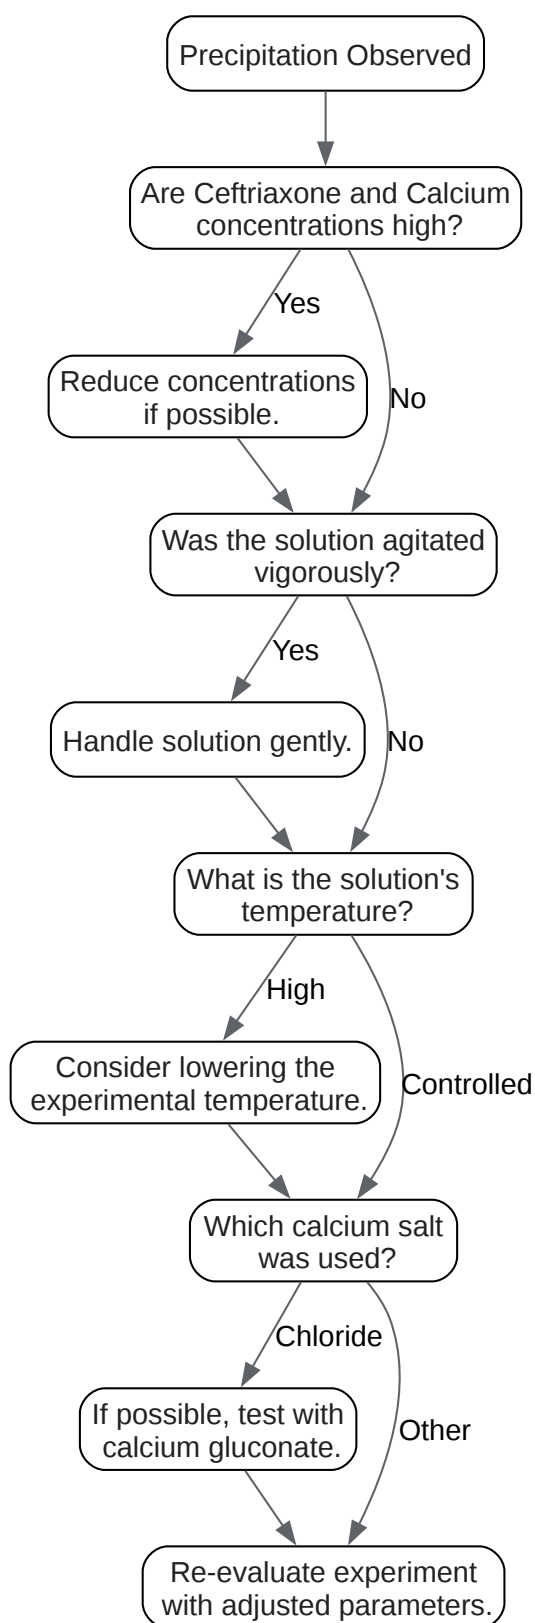 Precipitation Observed
Are Ceftriaxone and Calcium
concentrations high?
Yes
Reduce concentrations
if possible.
No
Was the solution agitated
vigorously?
Yes
Handle solution gently.
No
What is the solution's
temperature?
High
Consider lowering the
experimental temperature.
Controlled
Which calcium salt
was used?
Chloride
If possible, test with
calcium gluconate.
Other
Re-evaluate experiment
with adjusted parameters.